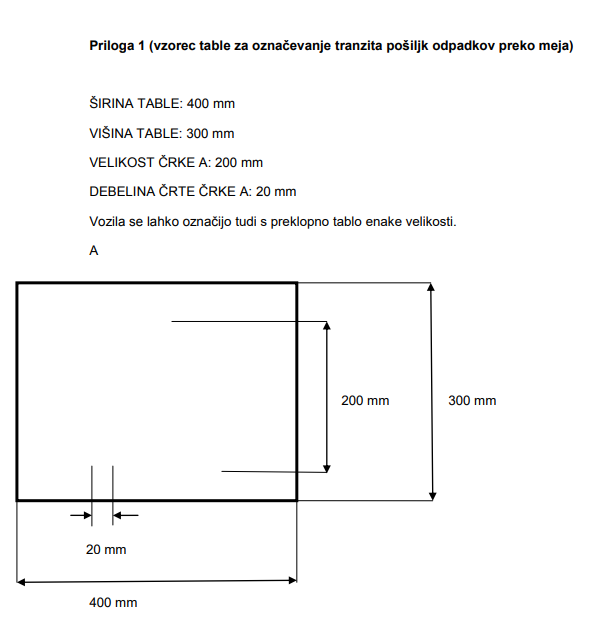 Priloga 1 (vzorec table za označevanje tranzita pošiljk odpadkov preko meja)
ŠIRINA TABLE: 400 mm
VIŠINA TABLE: 300 mm
VELIKOST ČRKE A: 200 mm
DEBELINA ČRTE ČRKE A: 20 mm
Vozila se lahko označijo tudi s preklopno tablo enake velikosti.
A
200 mm
300 mm
20 mm
400 mm